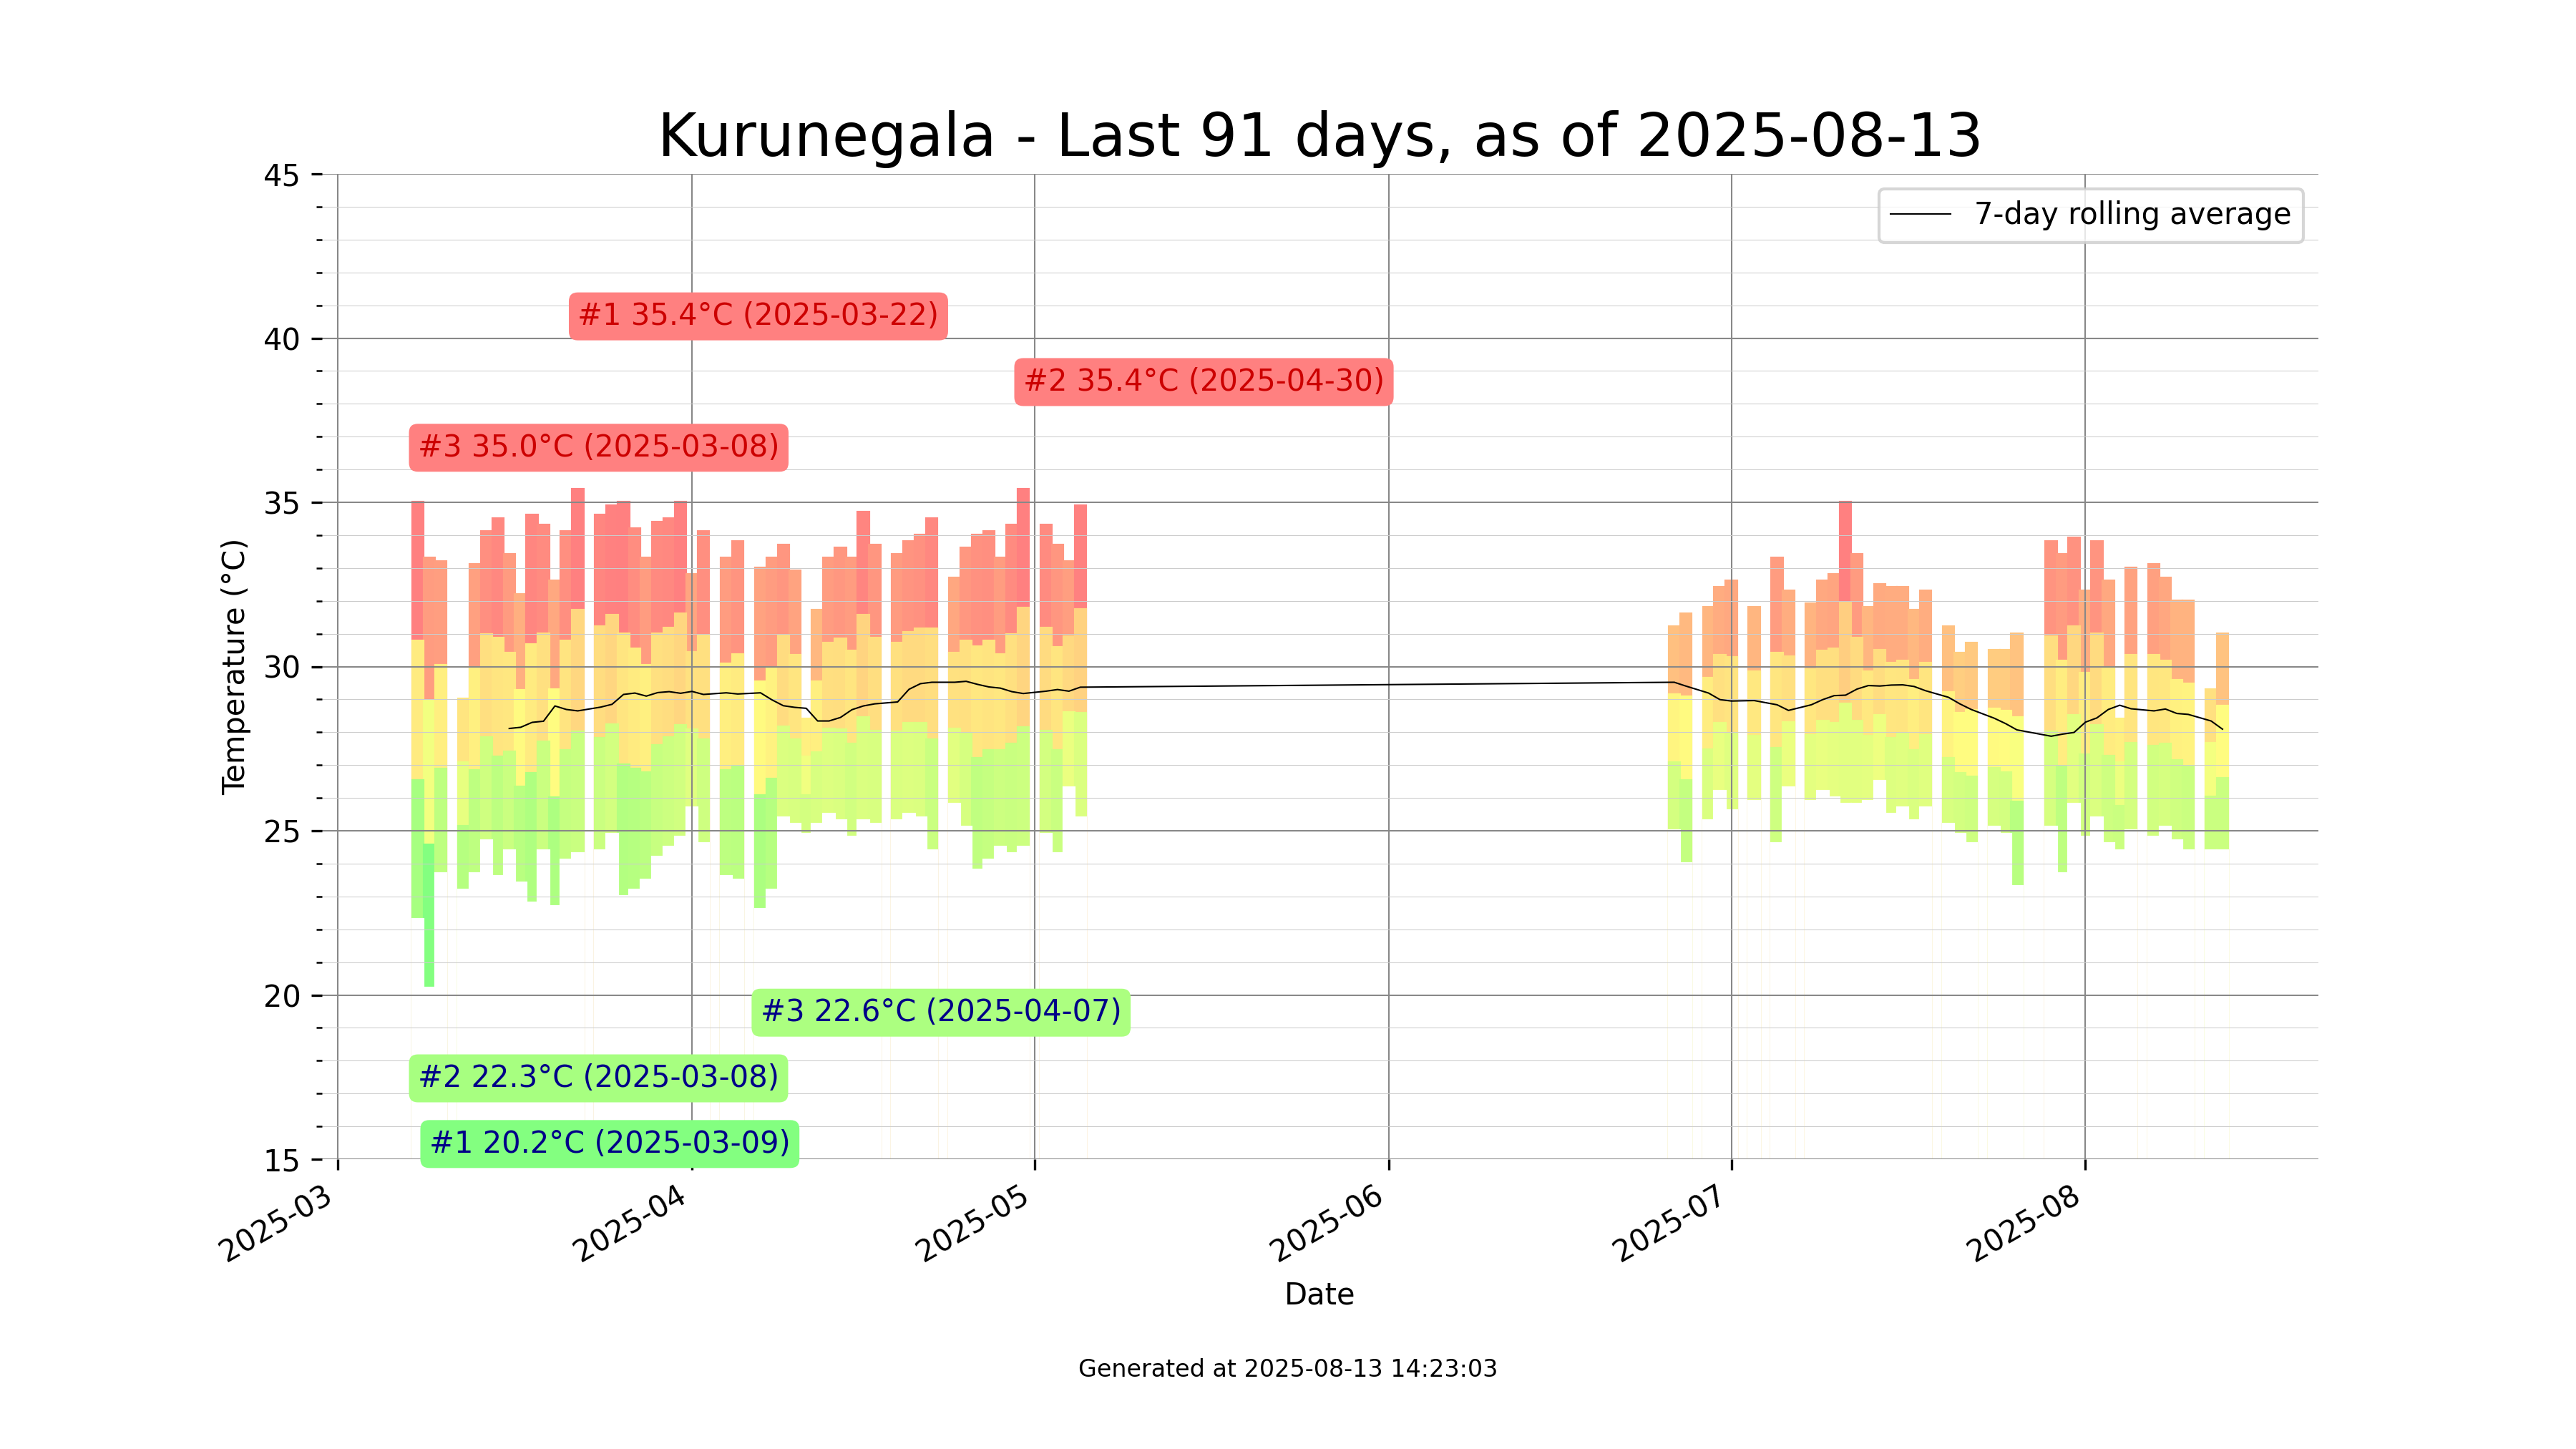 Kurunegala - Last 91 days, as of 2025-08-13
45
7-day rolling average
#1 35.4°C (2025-03-22)
40
#2 35.4°C (2025-04-30)
#3 35.0°C (2025-03-08)
35
Temperature (°C)
30
25
20
#3 22.6°C (2025-04-07)
#2 22.3°C (2025-03-08)
#1 20.2°C (2025-03-09)
15
2025-03
2025-04
2025-05
2025-06
2025-07
2025-08
Date
Generated at 2025-08-13 14:23:03